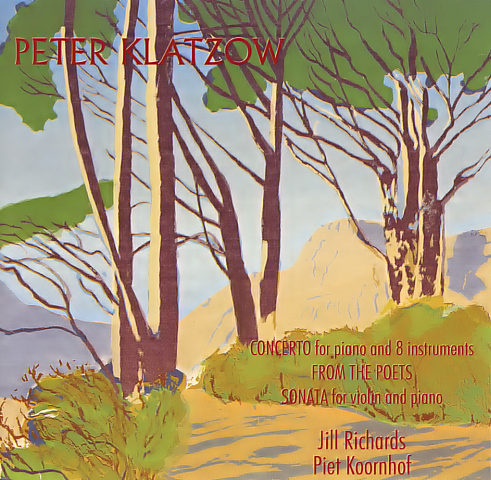 PETER KLATZOW
CONCERTO for piano and 8 instruments
FROM THE POETS
SONATA for violin and piano
Jill Richards
Piet Koornhof